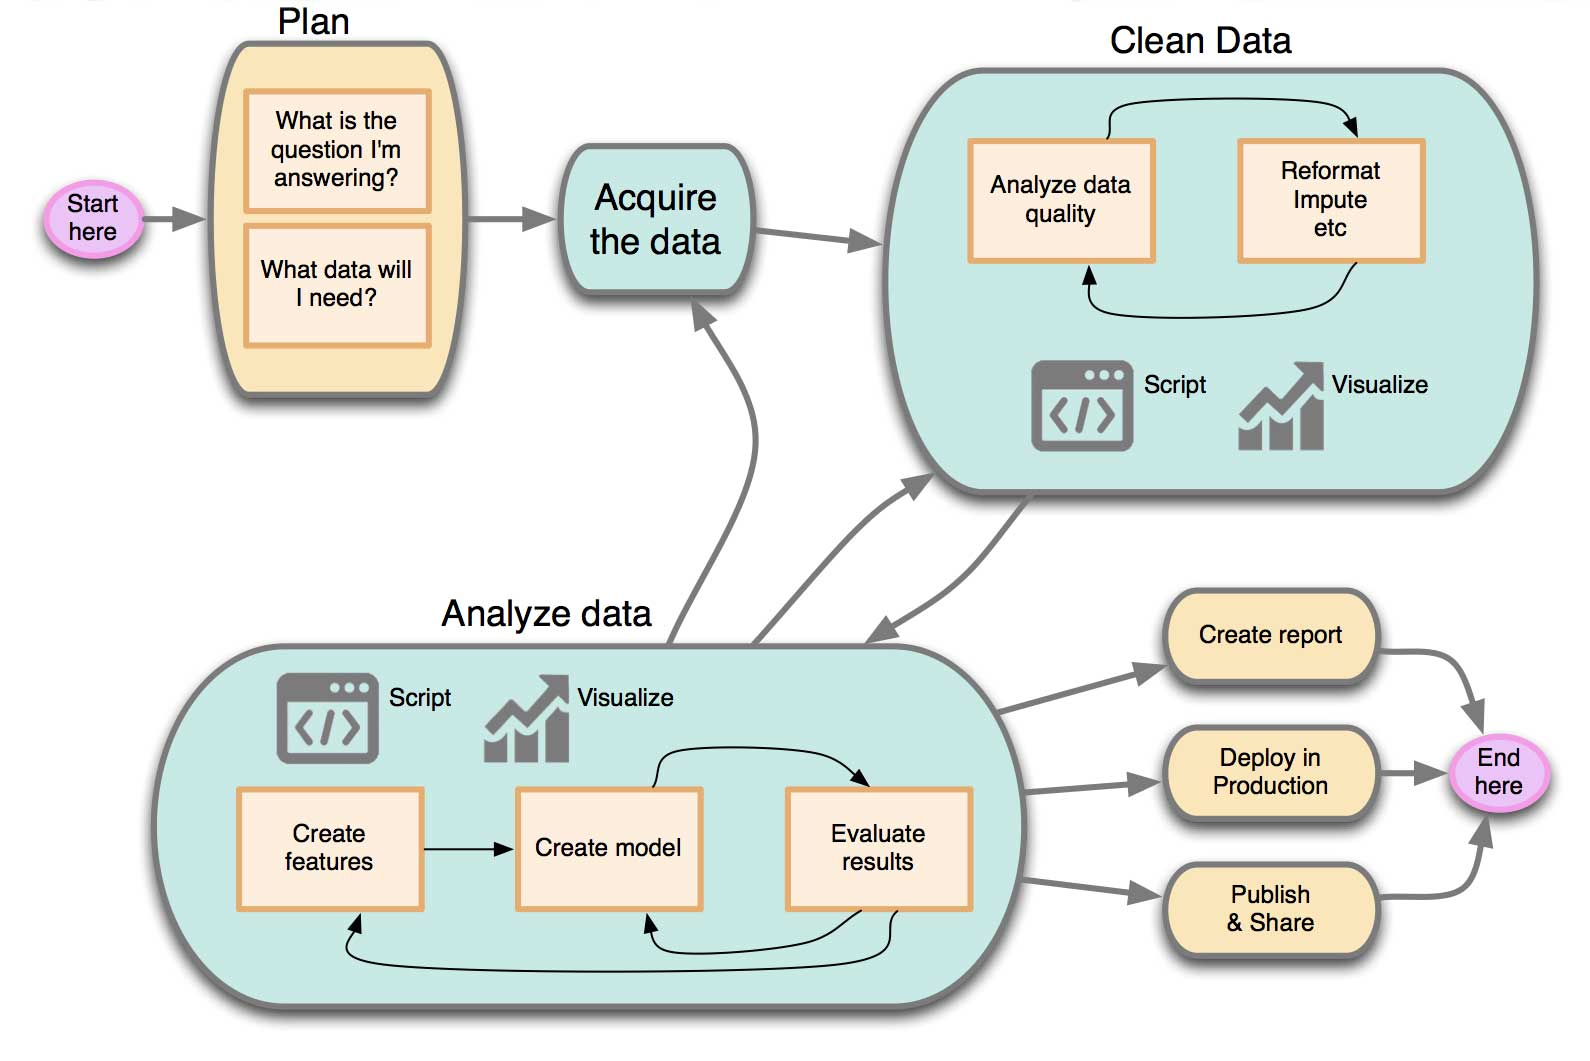 Plan
What is the
question I'm
answering?
What data will
I need?
Start
here
Acquire
the data
Clean Data
Analyze data
quality
Reformat
Impute
etc
Script
Visualize
Analyze data
Script
Visualize
Create
features
Create model
Evaluate
results
Create report
Deploy in
Production
Publish
& Share
End
here